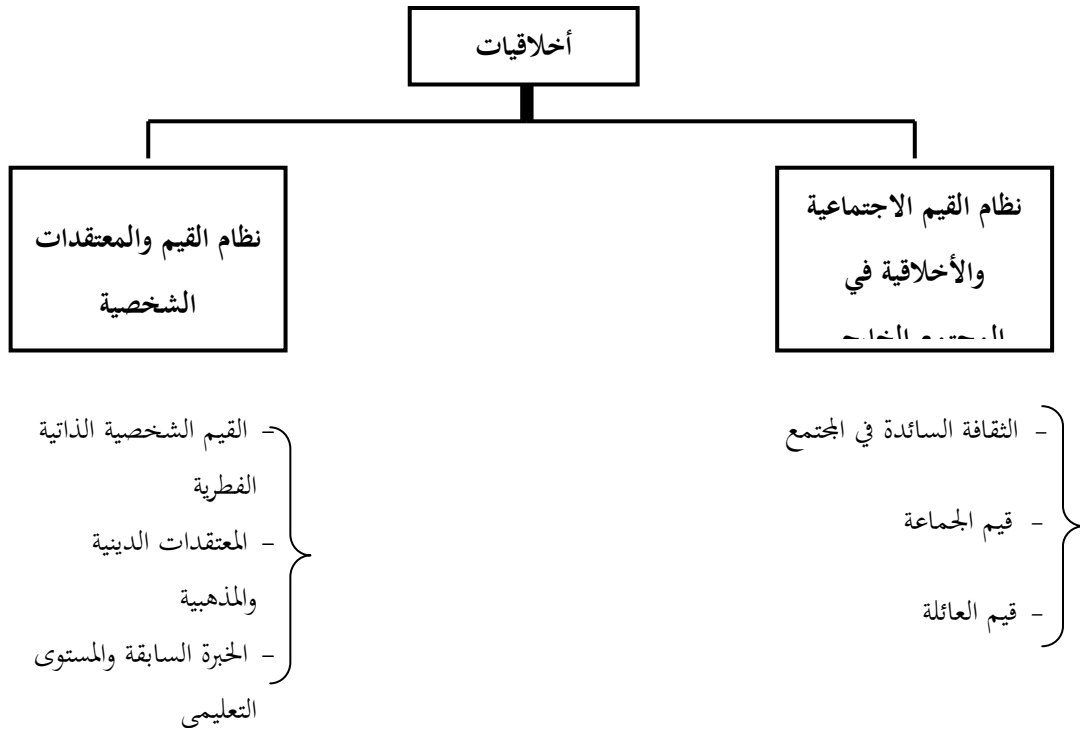 أخلاقيات
نظام القيم الاجتماعية
والأخلاقية في
نظام القيم والمعتقدات
الشخصية
- الثقافة السائدة في المجتمع
- قيم الجماعة
- قيم العائلة
- القيم الشخصية الذاتية
الفطرية
- المعتقدات الدينية
والمذهبية
- الخبرة السابقة والمستوى
التعليمي